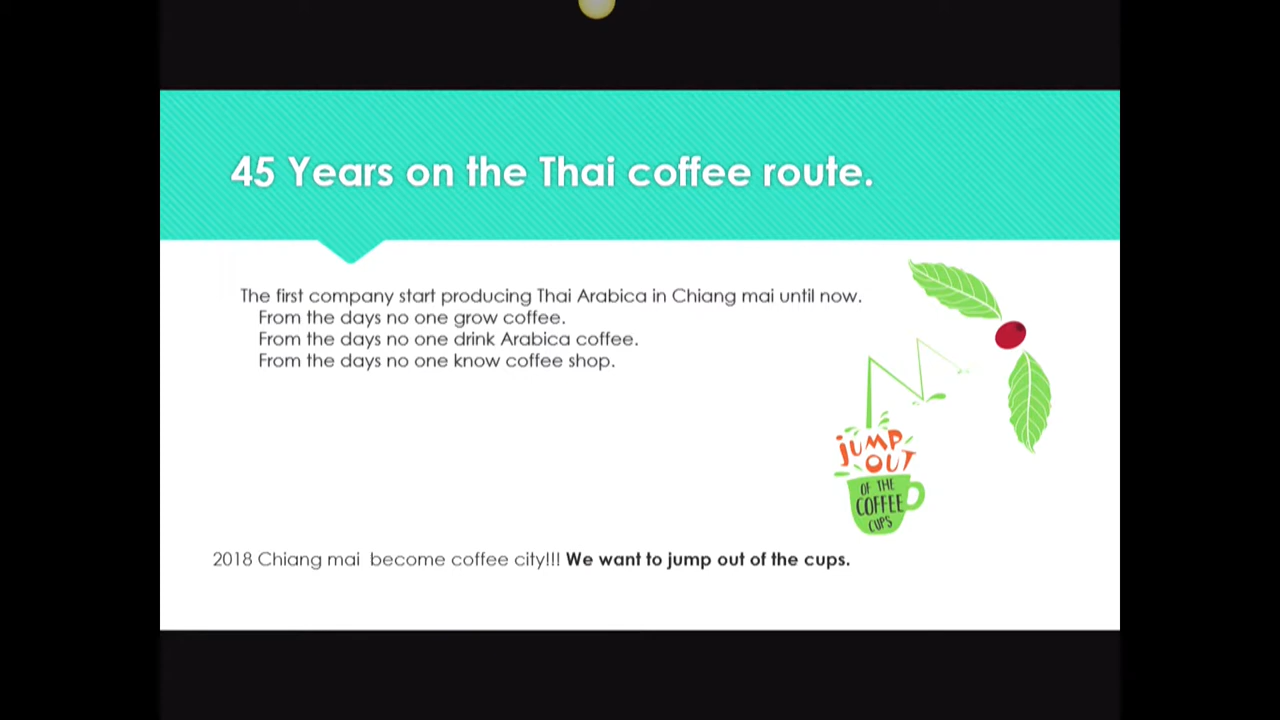 45 Years on the Thai coffee route.
The first company start producing Thai Arabica in Chiang mai until now.
From the days no one grow coffee.
From the days no one drink Arabica coffee.
From the days no one know coffee shop.
JUMP
OUT
OF THE
COFFEE
CUPS
2018 Chiang mai become coffee city!!! We want to jump out of the cups.